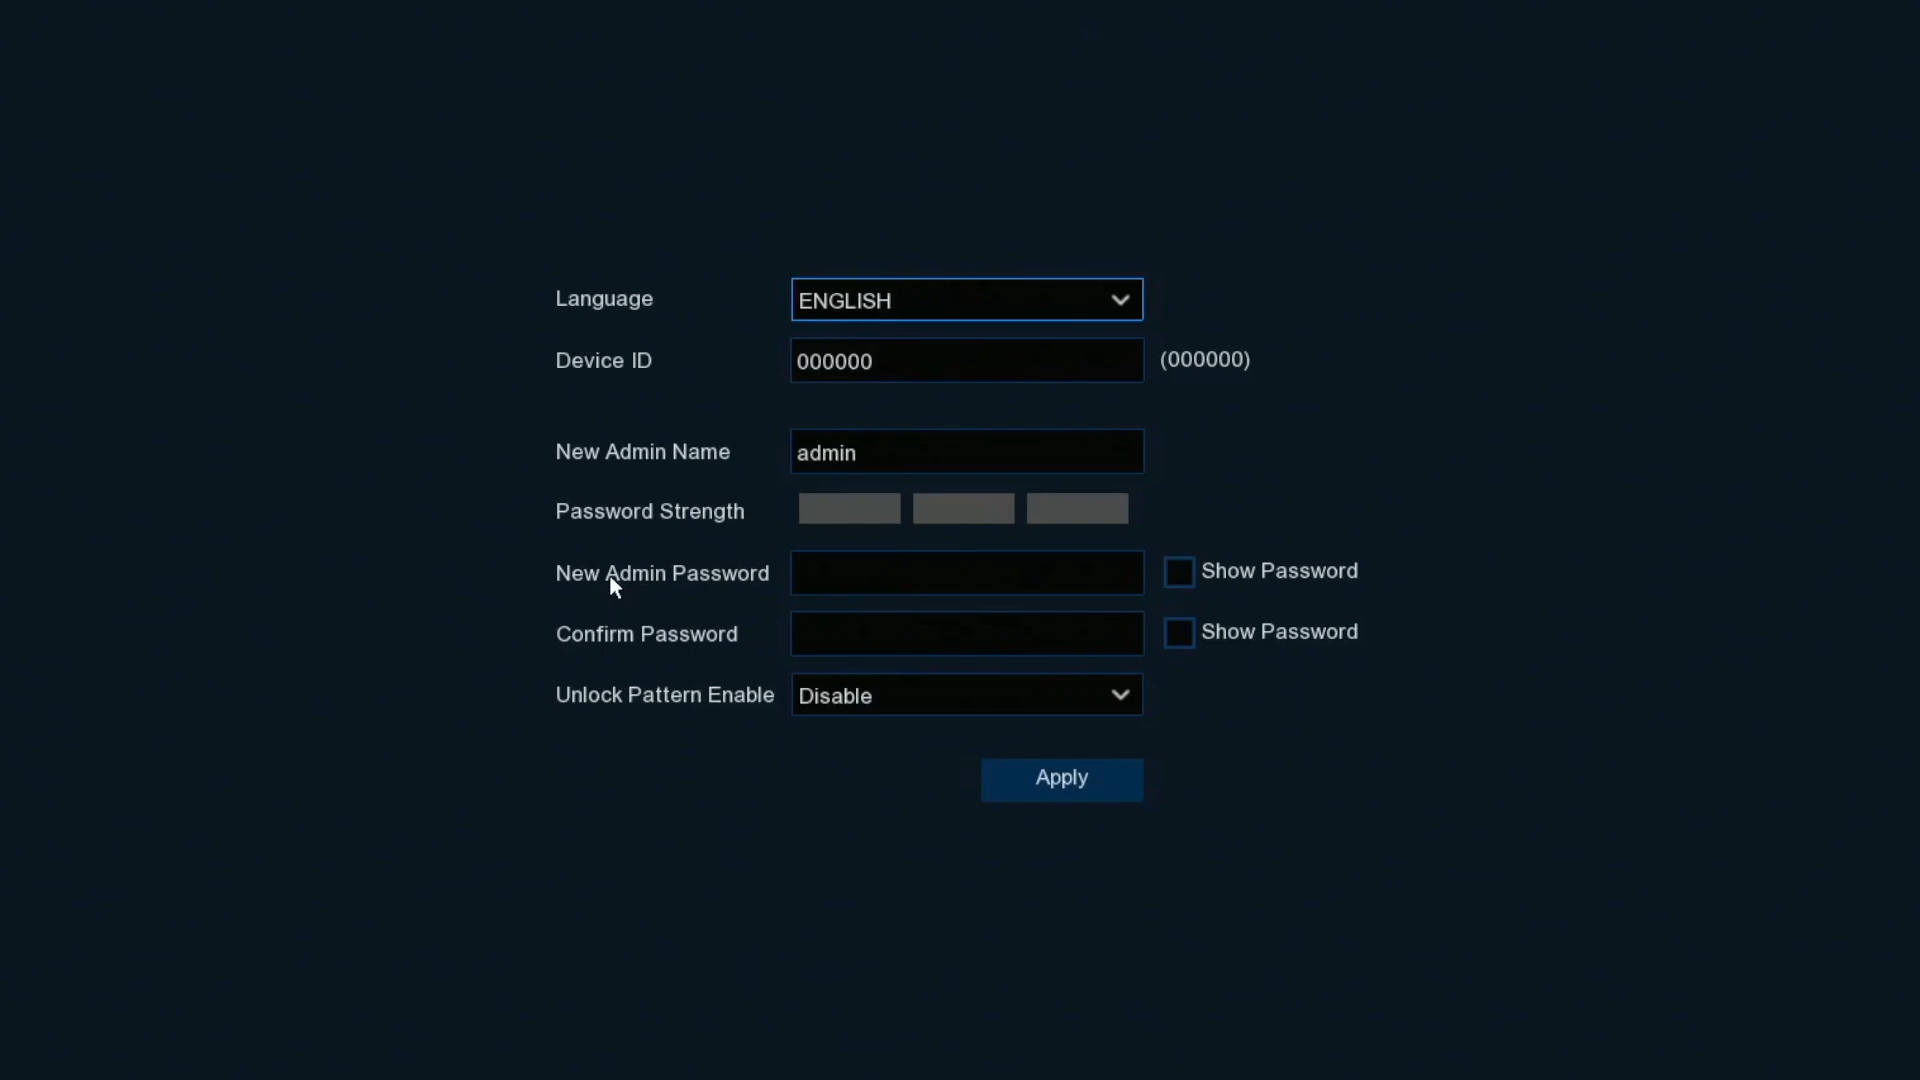 Language ENGLISH
Device ID 000000 (000000)
New Admin Name admin
Password Strength
New Admin Password Show Password
Confirm Password Show Password
Unlock Pattern Enable Disable
Apply